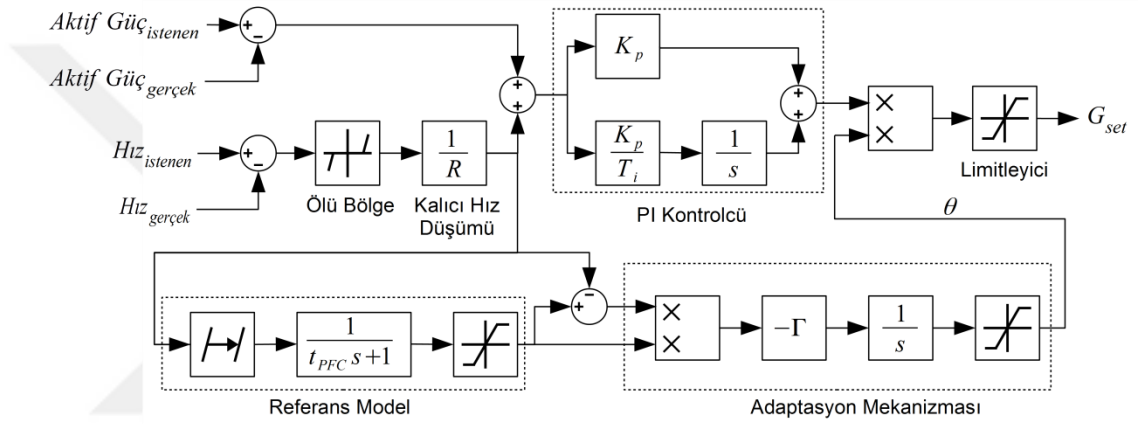 Aktif Güç istenen
Aktif Güç gerçek
Hız istenen
Hız gerçek
Ölü Bölge
1
R
Kalıcı Hız
Düşümü
K p
K p
T i
1
s
PI Kontrolcü
×
×
Limitleyici
G set
θ
1
t PFC s+1
Referans Model
×
×
−Γ
1
s
Adaptasyon Mekanizması